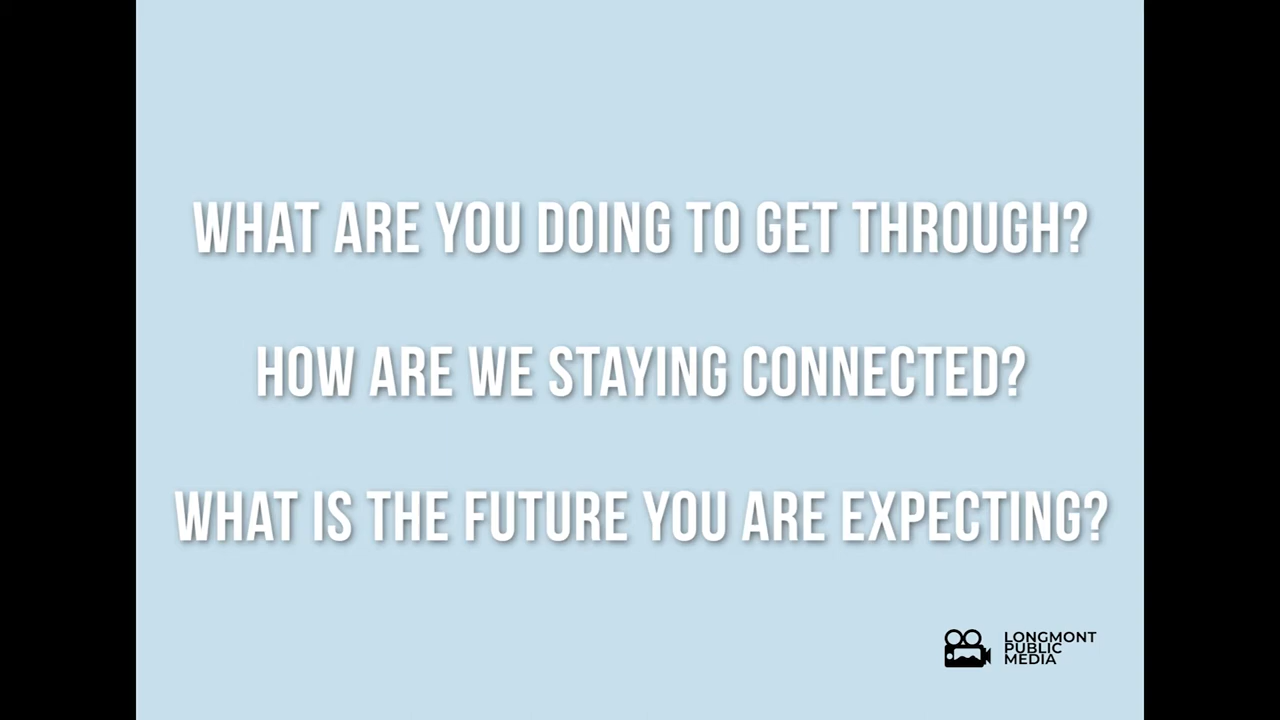 WHAT ARE YOU DOING TO GET THROUGH?
HOW ARE WE STAYING CONNECTED?
WHAT IS THE FUTURE YOU ARE EXPECTING?
LONGMONT
PUBLIC
MEDIA